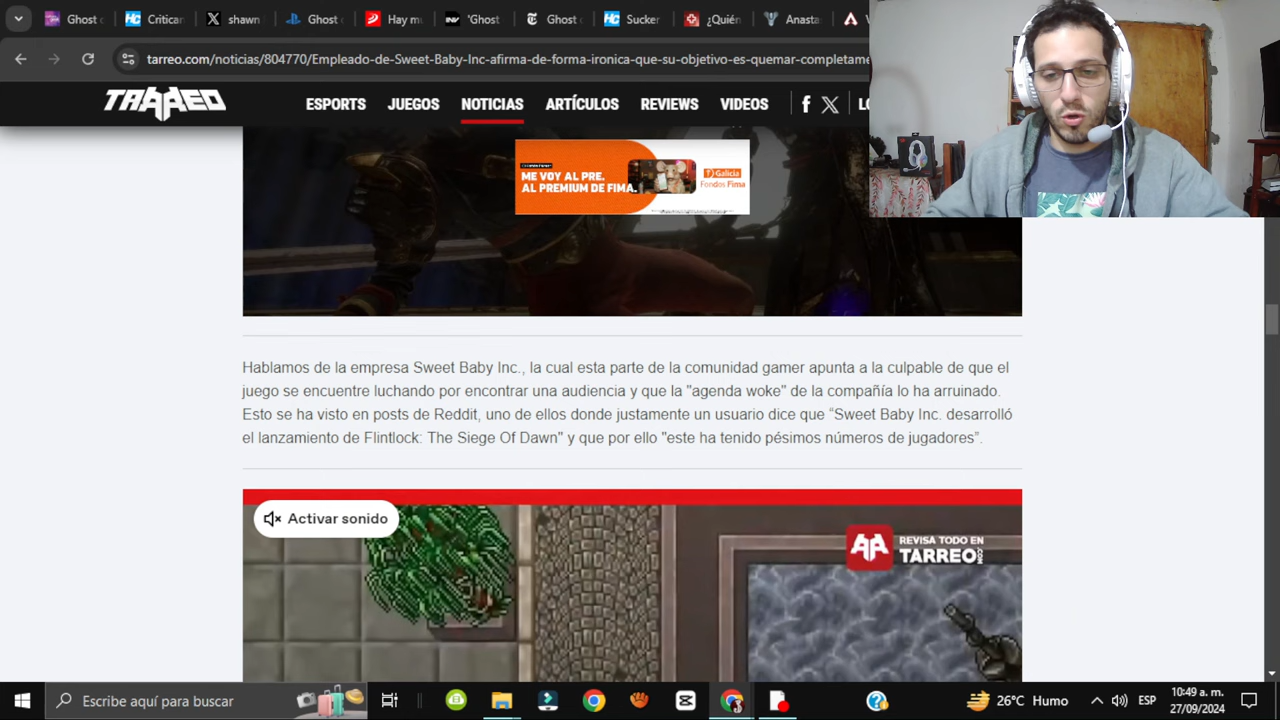 Ghost
Critican
shawn
Ghost
Hay mu
'Ghost
Ghost
Sucker
¿Quién
Anasta
tarreo.com/noticias/804770/Empleado-de-Sweet-Baby-Inc-afirma-de-forma-ironica-que-su-objetivo-es-quemar-completame
TARREO
ESPORTS JUEGOS NOTICIAS ARTÍCULOS REVIEWS VIDEOS
ME VOY AL PRE.
AL PREMIUM DE FIMA.
Galicia
Fondos Fima
Hablamos de la empresa Sweet Baby Inc., la cual esta parte de la comunidad gamer apunta a la culpable de que el
juego se encuentre luchando por encontrar una audiencia y que la "agenda woke" de la compañía lo ha arruinado.
Esto se ha visto en posts de Reddit, uno de ellos donde justamente un usuario dice que “Sweet Baby Inc. desarrolló
el lanzamiento de Flintlock: The Siege Of Dawn" y que por ello "este ha tenido pésimos números de jugadores”.
Activar sonido
REVISA TODO EN
TARREO.COM
Escribe aquí para buscar
26°C Humo
ESP
10:49 a. m.
27/09/2024